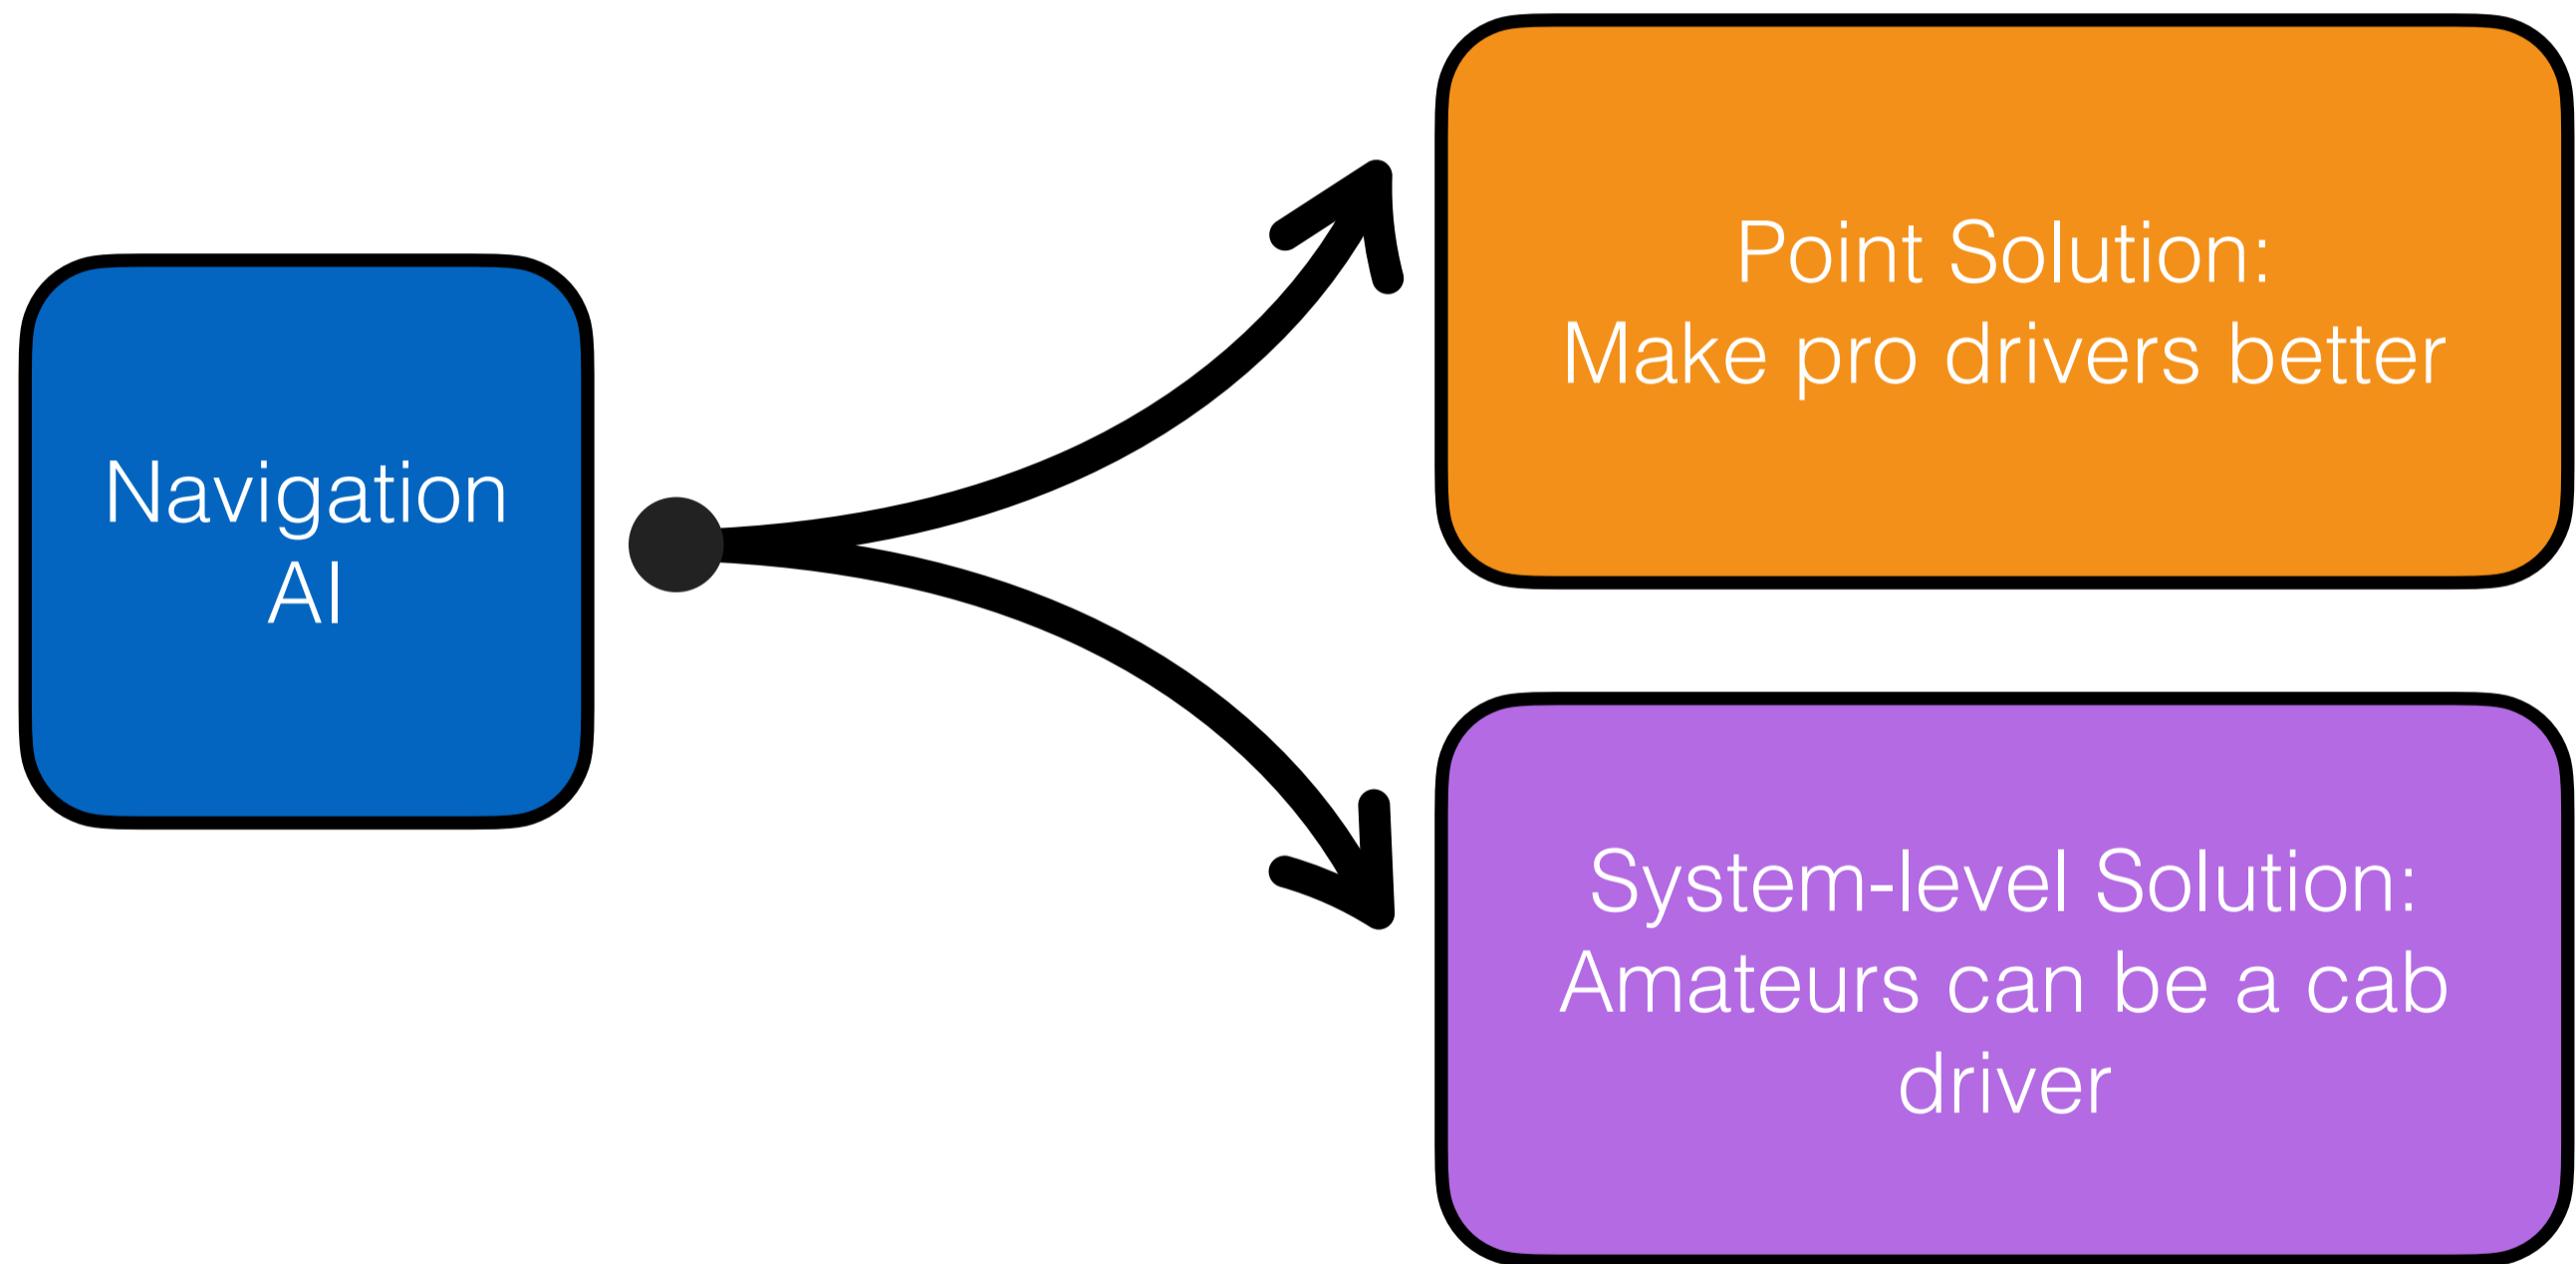 Navigation
AI
Point Solution:
Make pro drivers better
System-level Solution:
Amateurs can be a cab
driver